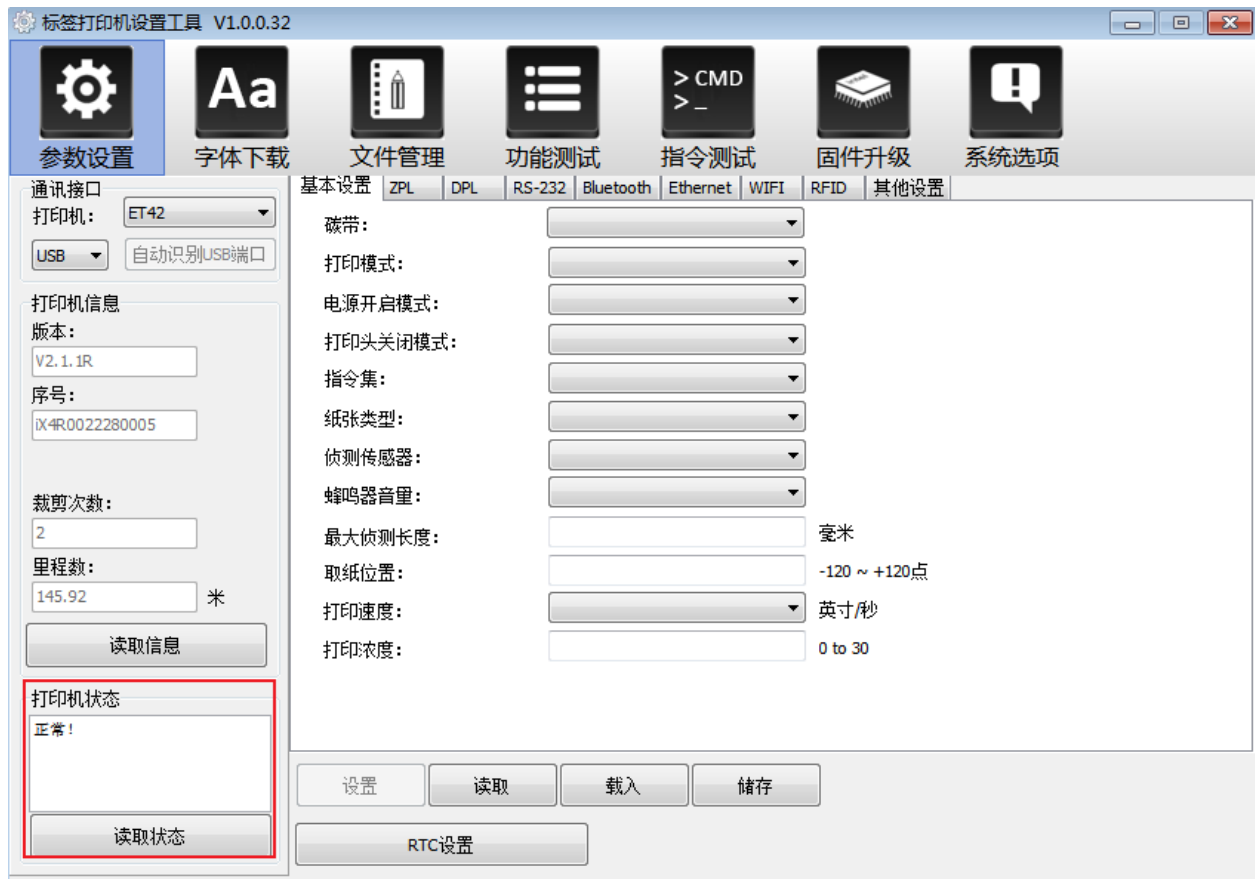 标签打印机设置工具 V1.0.0.32
Aa
> CMD
>_
参数设置 字体下载 文件管理 功能测试 指令测试 固件升级 系统选项
通讯接口
打印机： ET42
USB 自动识别USB端口
打印机信息
版本：
V2.1.1R
序号：
iX4R0022280005
裁剪次数：
2
里程数：
145.92 米
读取信息
打印机状态
正常！
读取状态
基本设置 ZPL DPL RS-232 Bluetooth Ethernet WIFI RFID 其他设置
碳带：
打印模式：
电源开启模式：
打印头关闭模式：
指令集：
纸张类型：
侦测传感器：
蜂鸣器音量：
最大侦测长度： 毫米
取纸位置： -120 ~ +120点
打印速度： 英寸/秒
打印浓度： 0 to 30
设置 读取 载入 储存
RTC设置